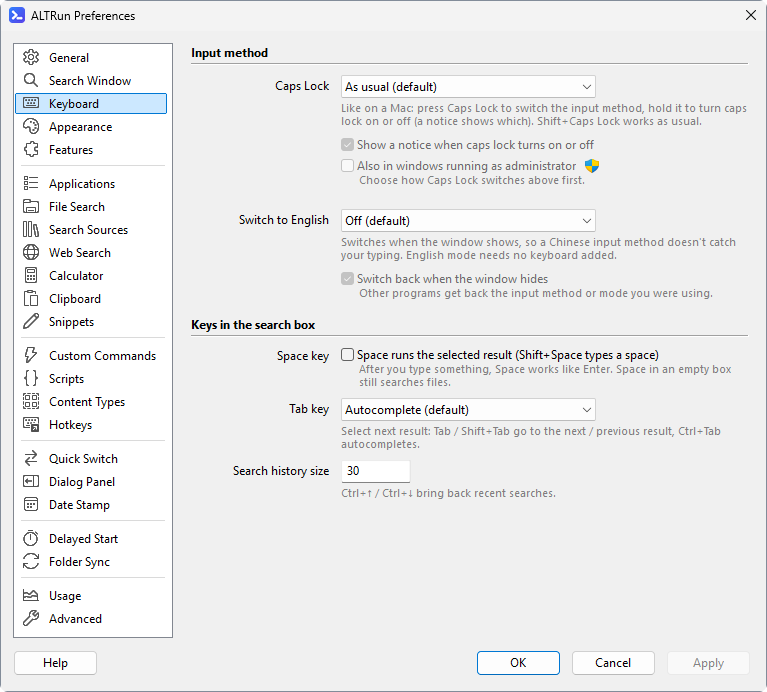 ALTRun Preferences
General
Search Window
Keyboard
Appearance
Features
Applications
File Search
Search Sources
Web Search
Calculator
Clipboard
Snippets
Custom Commands
Scripts
Content Types
Hotkeys
Quick Switch
Dialog Panel
Date Stamp
Delayed Start
Folder Sync
Usage
Advanced
Input method
Caps Lock
As usual (default)
Like on a Mac: press Caps Lock to switch the input method, hold it to turn caps
lock on or off (a notice shows which). Shift+Caps Lock works as usual.
Show a notice when caps lock turns on or off
Also in windows running as administrator
Choose how Caps Lock switches above first.
Switch to English
Off (default)
Switches when the window shows, so a Chinese input method doesn't catch
your typing. English mode needs no keyboard added.
Switch back when the window hides
Other programs get back the input method or mode you were using.
Keys in the search box
Space key
Space runs the selected result (Shift+Space types a space)
After you type something, Space works like Enter. Space in an empty box
still searches files.
Tab key
Autocomplete (default)
Select next result: Tab / Shift+Tab go to the next / previous result, Ctrl+Tab
autocompletes.
Search history size
30
Ctrl+↑ / Ctrl+↓ bring back recent searches.
Help
OK
Cancel
Apply